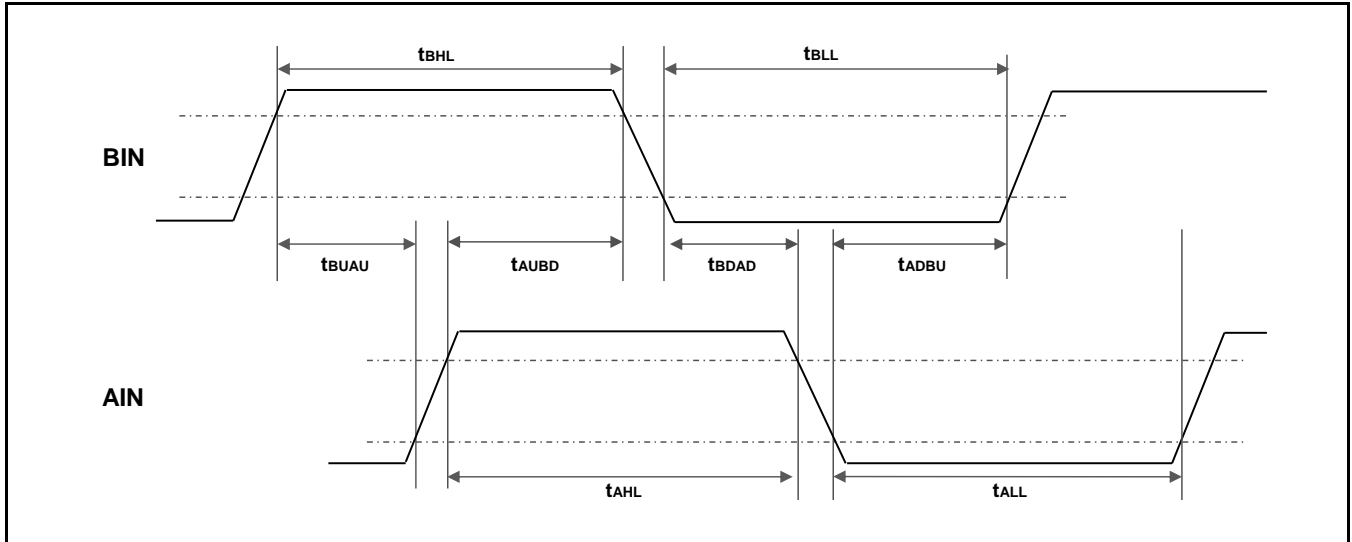 tBHL tBLL
BIN
tBUAU tAUBD tBDAD tADBU
AIN
tAHL tALL